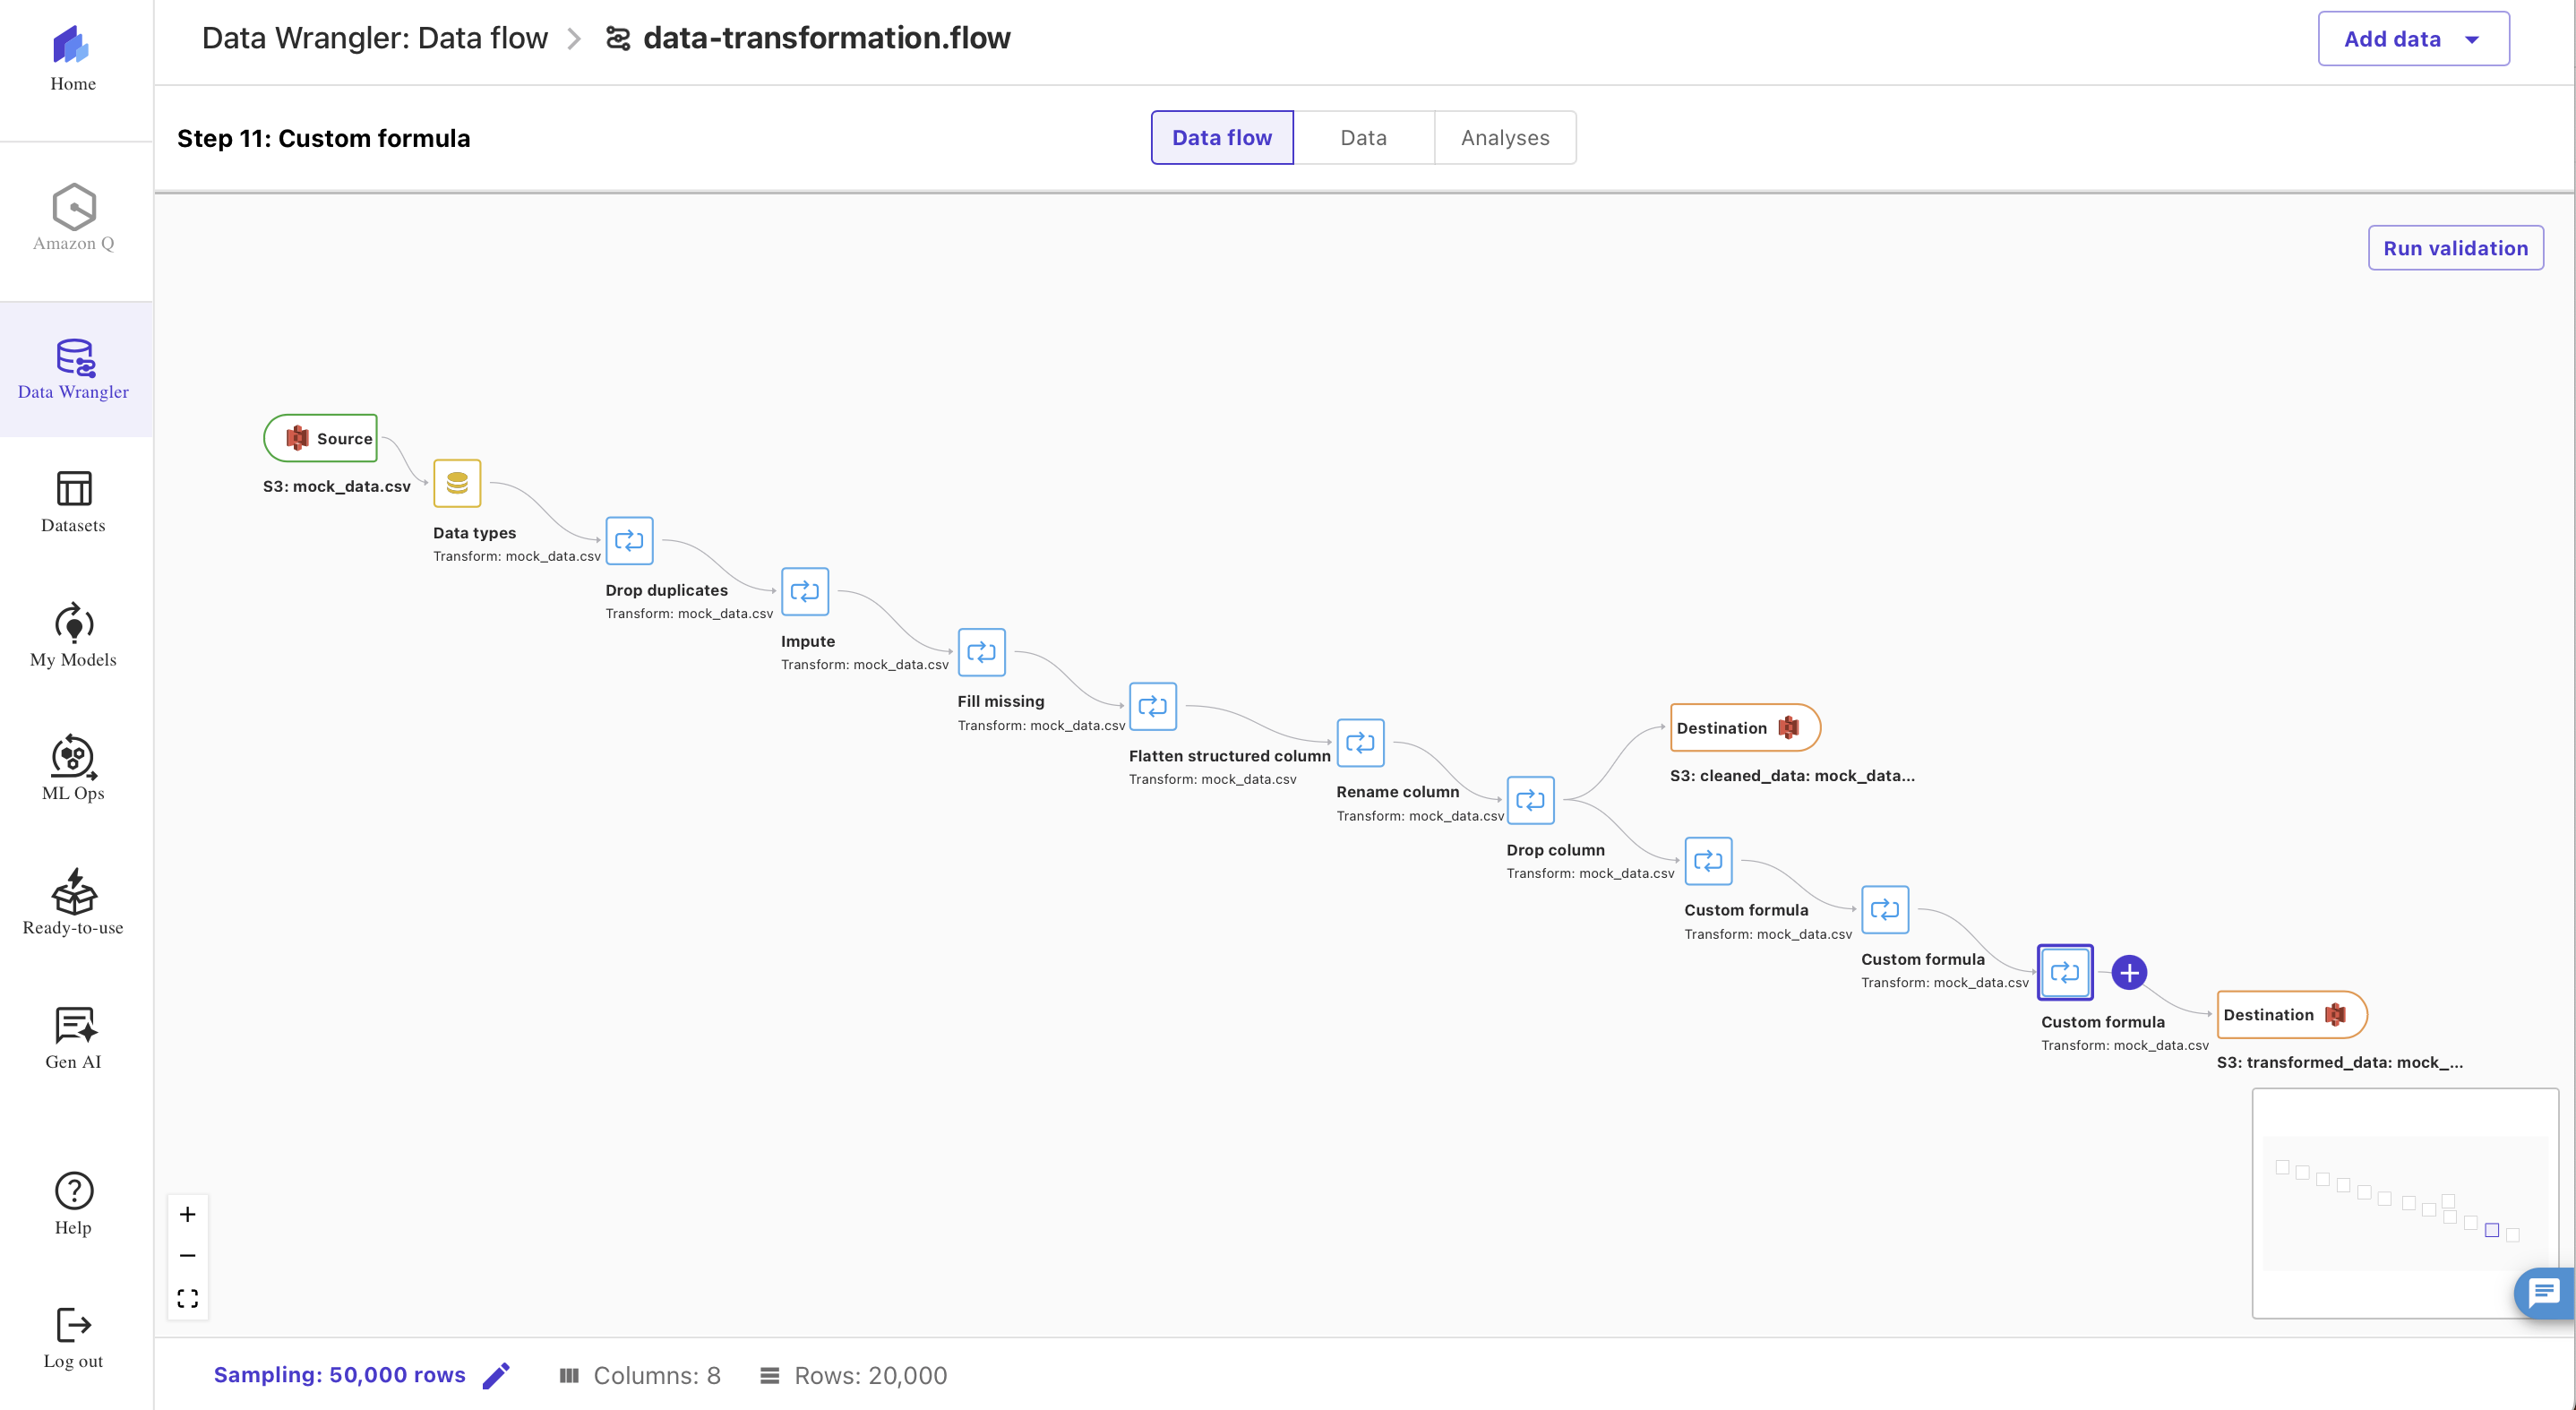 Home
Amazon Q
Data Wrangler
Datasets
My Models
ML Ops
Ready-to-use
Gen AI
Help
Log out
Data Wrangler: Data flow
data-transformation.flow
Add data
Step 11: Custom formula
Data flow
Data
Analyses
Run validation
Source
S3: mock_data.csv
Data types
Transform: mock_data.csv
Drop duplicates
Transform: mock_data.csv
Impute
Transform: mock_data.csv
Fill missing
Transform: mock_data.csv
Flatten structured column
Transform: mock_data.csv
Rename column
Transform: mock_data.csv
Drop column
Transform: mock_data.csv
Destination
S3: cleaned_data: mock_data...
Custom formula
Transform: mock_data.csv
Custom formula
Transform: mock_data.csv
Custom formula
Transform: mock_data.csv
Destination
S3: transformed_data: mock_...
Sampling: 50,000 rows
Columns: 8
Rows: 20,000